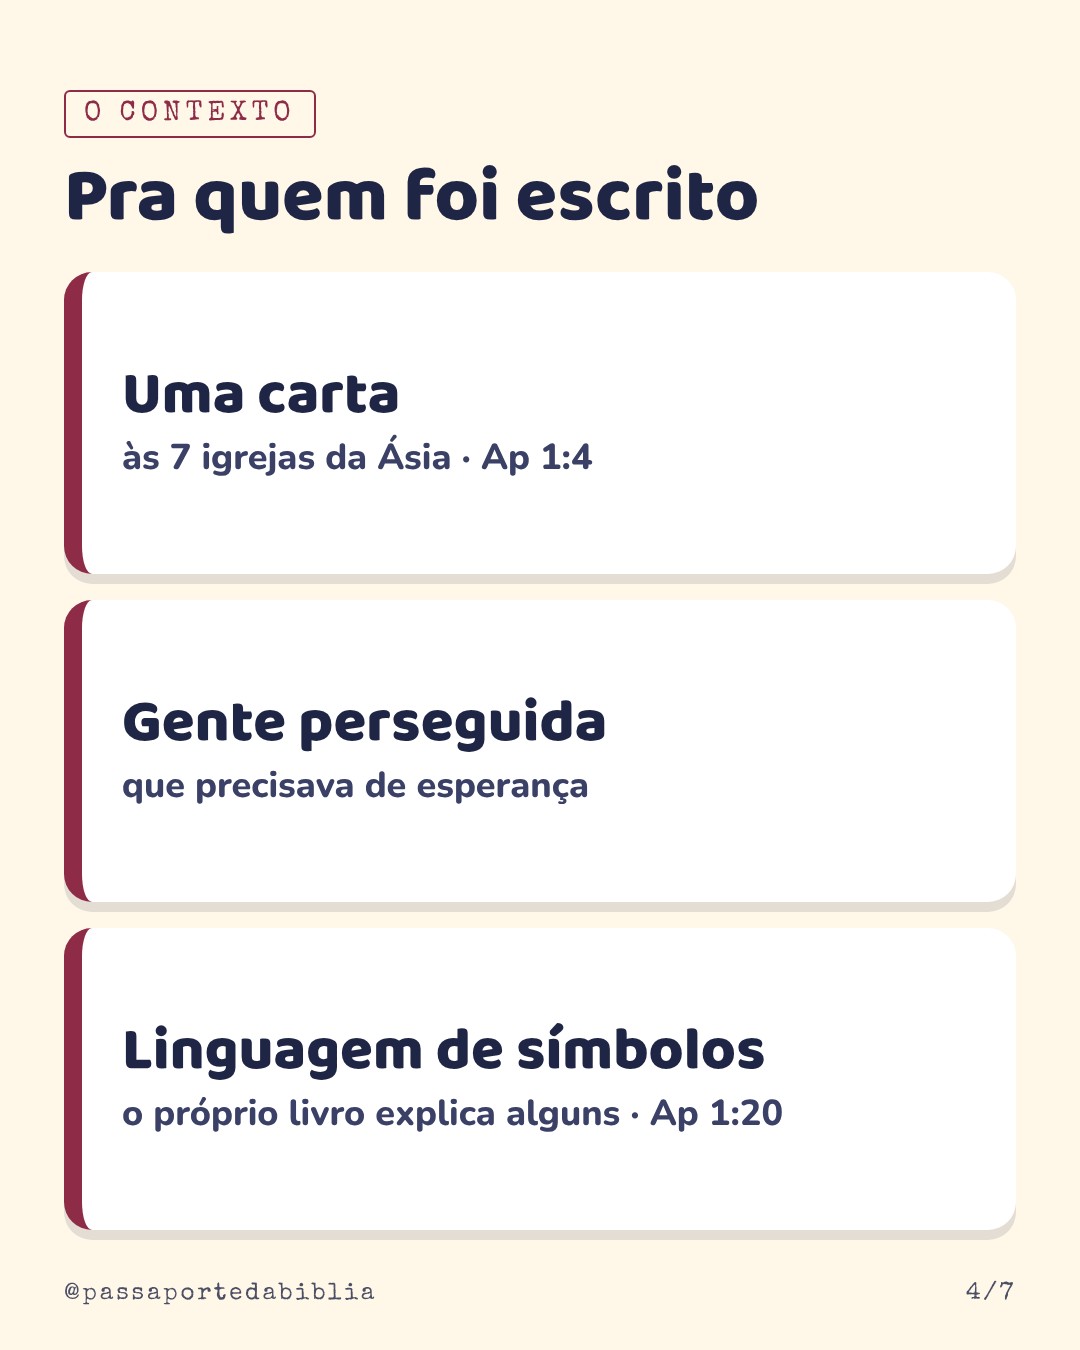 O CONTEXTO
Pra quem foi escrito
Uma carta
às 7 igrejas da Ásia · Ap 1:4
Gente perseguida
que precisava de esperança
Linguagem de símbolos
o próprio livro explica alguns · Ap 1:20
@passaportedabiblia
4/7